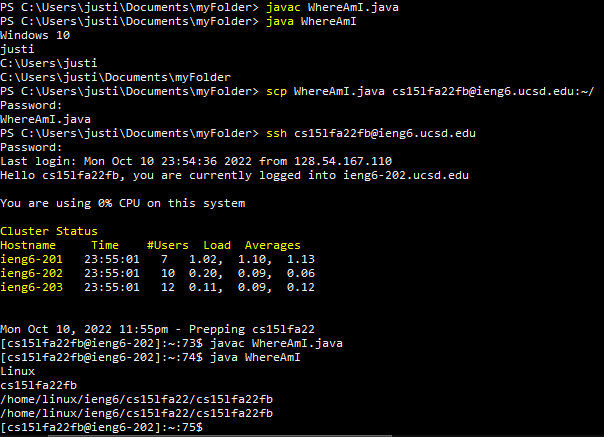 PS C:\Users\justi\Documents\myFolder> javac WhereAmI.java
PS C:\Users\justi\Documents\myFolder> java WhereAmI
Windows 10
justi
C:\Users\justi
C:\Users\justi\Documents\myFolder
PS C:\Users\justi\Documents\myFolder> scp WhereAmI.java cs15lfa22fb@ieng6.ucsd.edu:~/
Password:
WhereAmI.java
PS C:\Users\justi\Documents\myFolder> ssh cs15lfa22fb@ieng6.ucsd.edu
Password:
Last login: Mon Oct 10 23:54:36 2022 from 128.54.167.110
Hello cs15lfa22fb, you are currently logged into ieng6-202.ucsd.edu

You are using 0% CPU on this system

Cluster Status
Hostname     Time    #Users  Load  Averages
ieng6-201   23:55:01   7   1.02,  1.10,  1.13
ieng6-202   23:55:01   10  0.20,  0.09,  0.06
ieng6-203   23:55:01   12  0.11,  0.09,  0.12

Mon Oct 10, 2022 11:55pm - Prepping cs15lfa22
[cs15lfa22fb@ieng6-202]:~:73$ javac WhereAmI.java
[cs15lfa22fb@ieng6-202]:~:74$ java WhereAmI
Linux
cs15lfa22fb
/home/linux/ieng6/cs15lfa22/cs15lfa22fb
/home/linux/ieng6/cs15lfa22/cs15lfa22fb
[cs15lfa22fb@ieng6-202]:~:75$